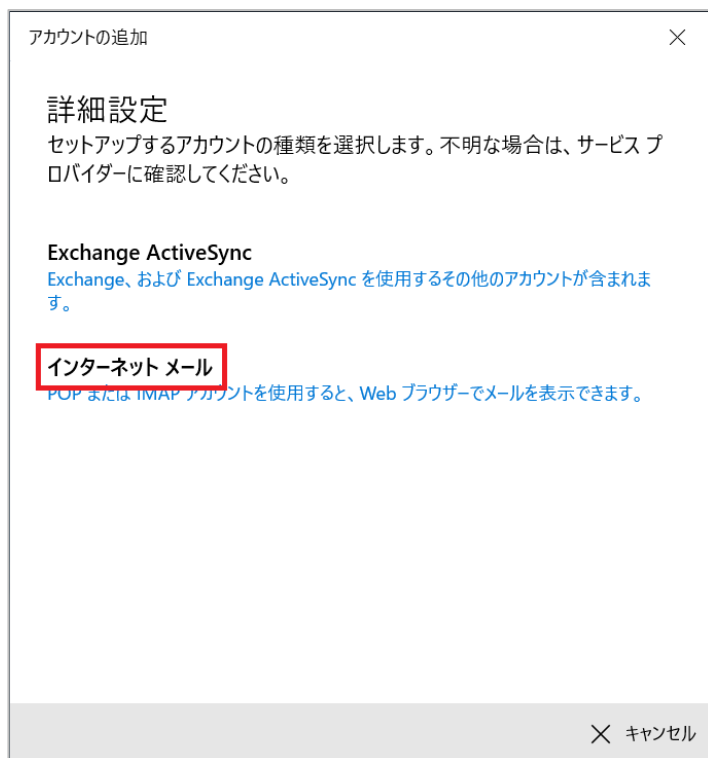 アカウントの追加
詳細設定
セットアップするアカウントの種類を選択します。不明な場合は、サービス プ
ロバイダーに確認してください。
Exchange ActiveSync
Exchange、および Exchange ActiveSync を使用するその他のアカウントが含まれま
す。
インターネット メール
POP または IMAP アカウントを使用すると、Web ブラウザーでメールを表示できます。
キャンセル